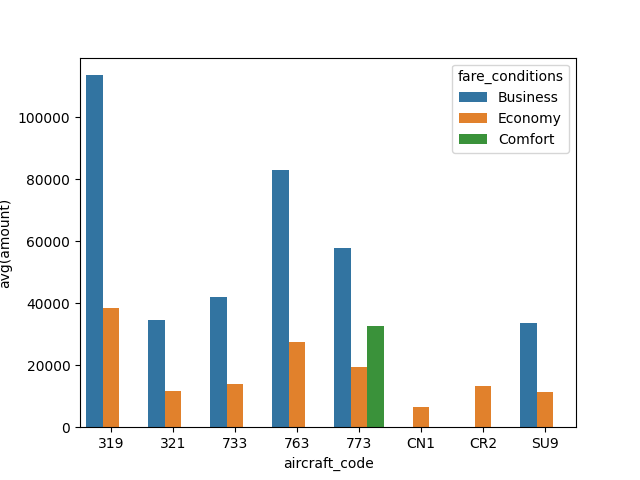 fare_conditions
Business
Economy
Comfort
avg(amount)
100000
80000
60000
40000
20000
0
319 321 733 763 773 CN1 CR2 SU9
aircraft_code